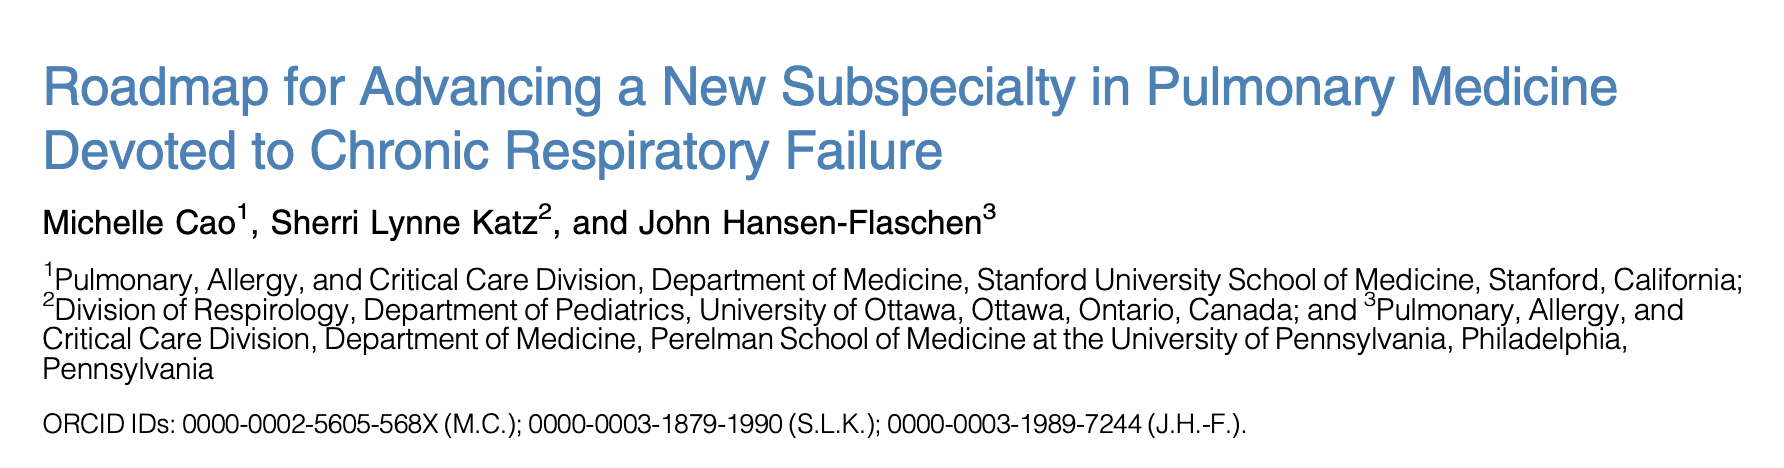 Roadmap for Advancing a New Subspecialty in Pulmonary Medicine
Devoted to Chronic Respiratory Failure
Michelle Cao1, Sherri Lynne Katz2, and John Hansen-Flaschen3
1Pulmonary, Allergy, and Critical Care Division, Department of Medicine, Stanford University School of Medicine, Stanford, California;
2Division of Respirology, Department of Pediatrics, University of Ottawa, Ottawa, Ontario, Canada; and 3Pulmonary, Allergy, and
Critical Care Division, Department of Medicine, Perelman School of Medicine at the University of Pennsylvania, Philadelphia,
Pennsylvania
ORCID IDs: 0000-0002-5605-568X (M.C.); 0000-0003-1879-1990 (S.L.K.); 0000-0003-1989-7244 (J.H.-F.).